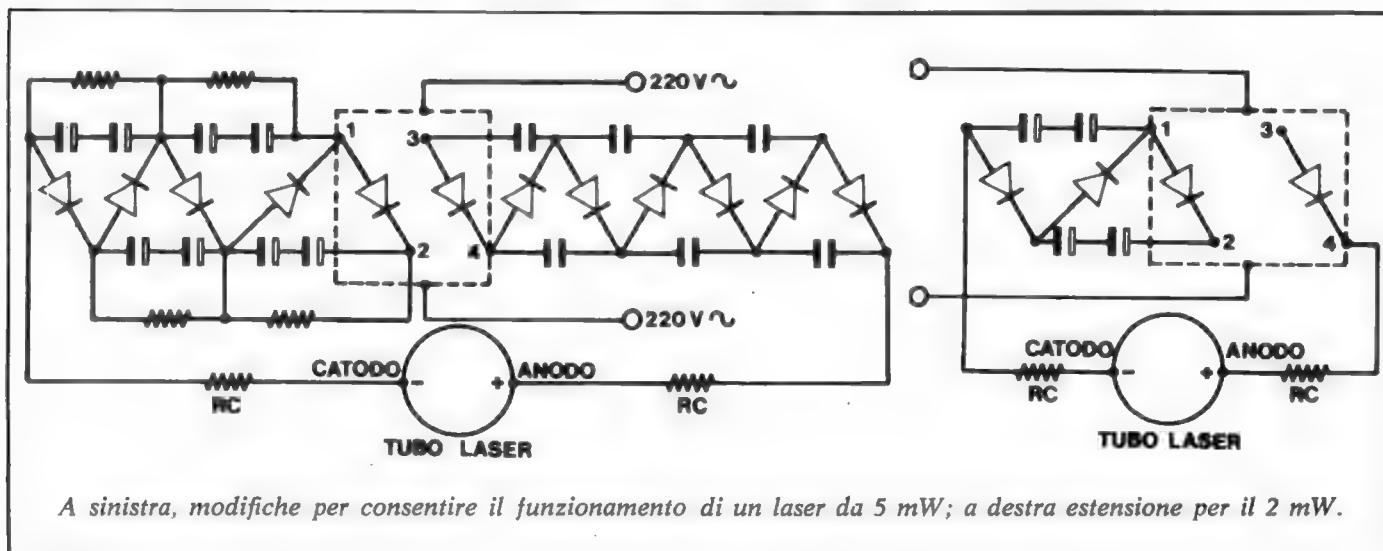 220V~
1
3
2
4
220V~
CATODO
-
+
ANODO
RC
RC
TUBO LASER
1
3
2
4
CATODO
-
+
ANODO
RC
RC
TUBO LASER
A sinistra, modifiche per consentire il funzionamento di un laser da 5 mW; a destra estensione per il 2 mW.